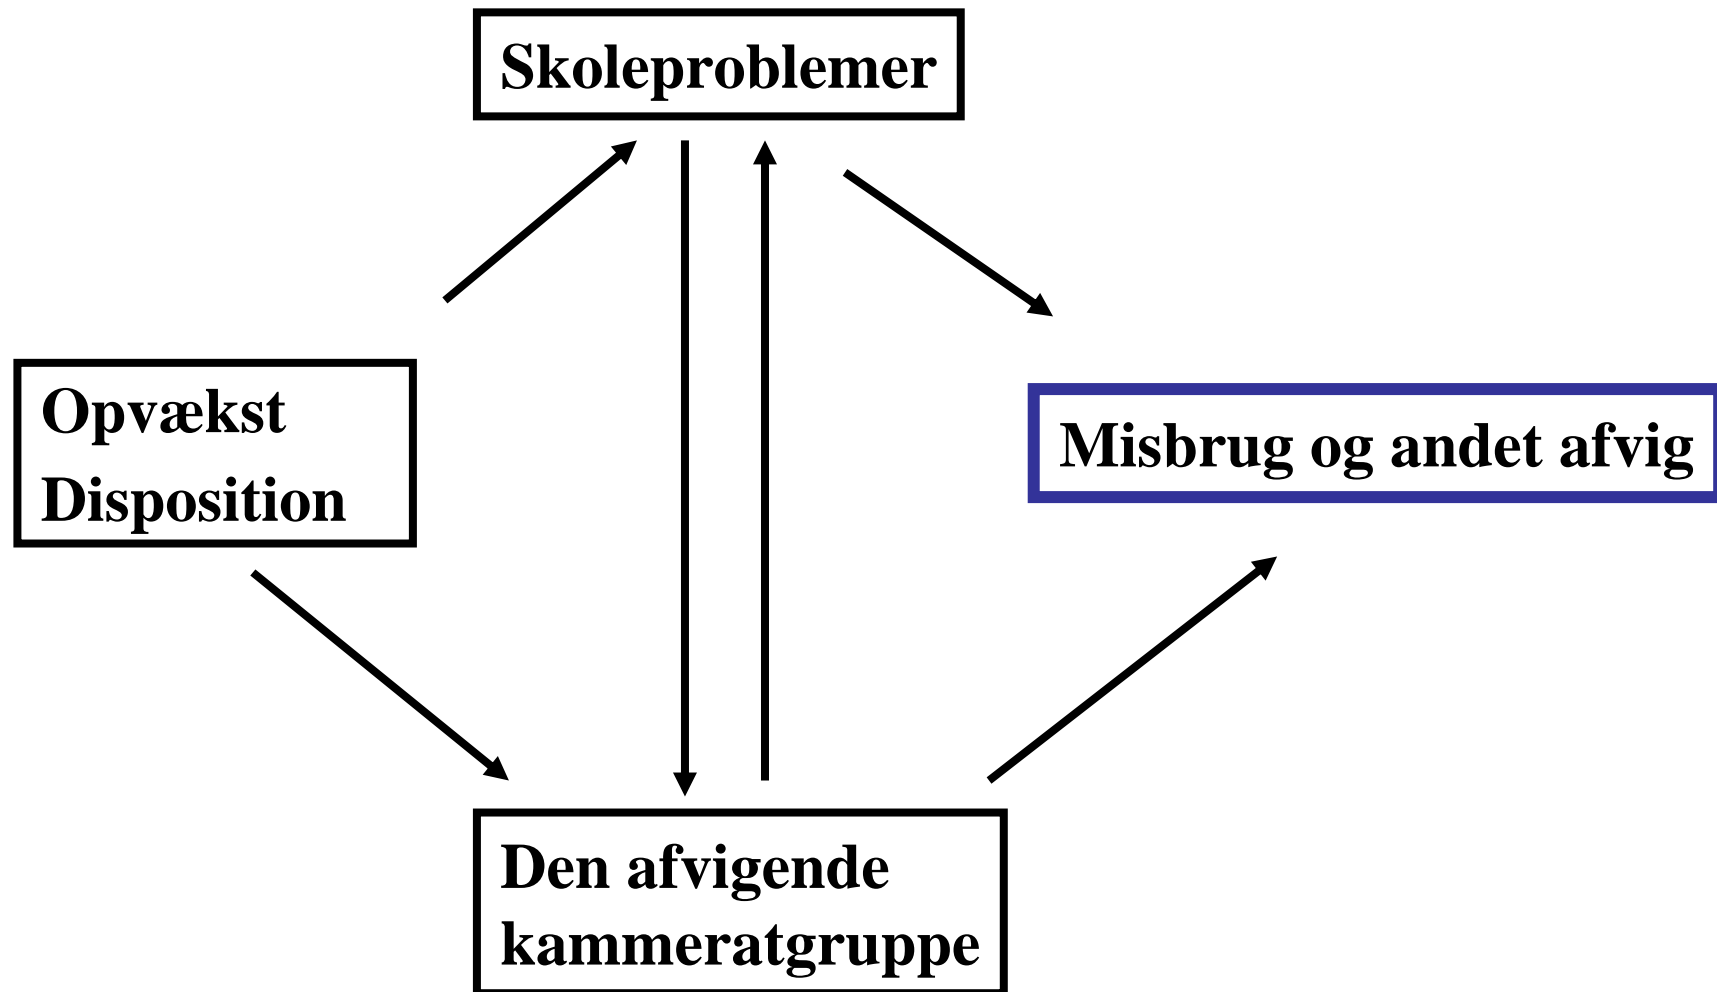 Skoleproblemer
Opvækst
Disposition
Misbrug og andet afvig
Den afvigende
kammeratgruppe